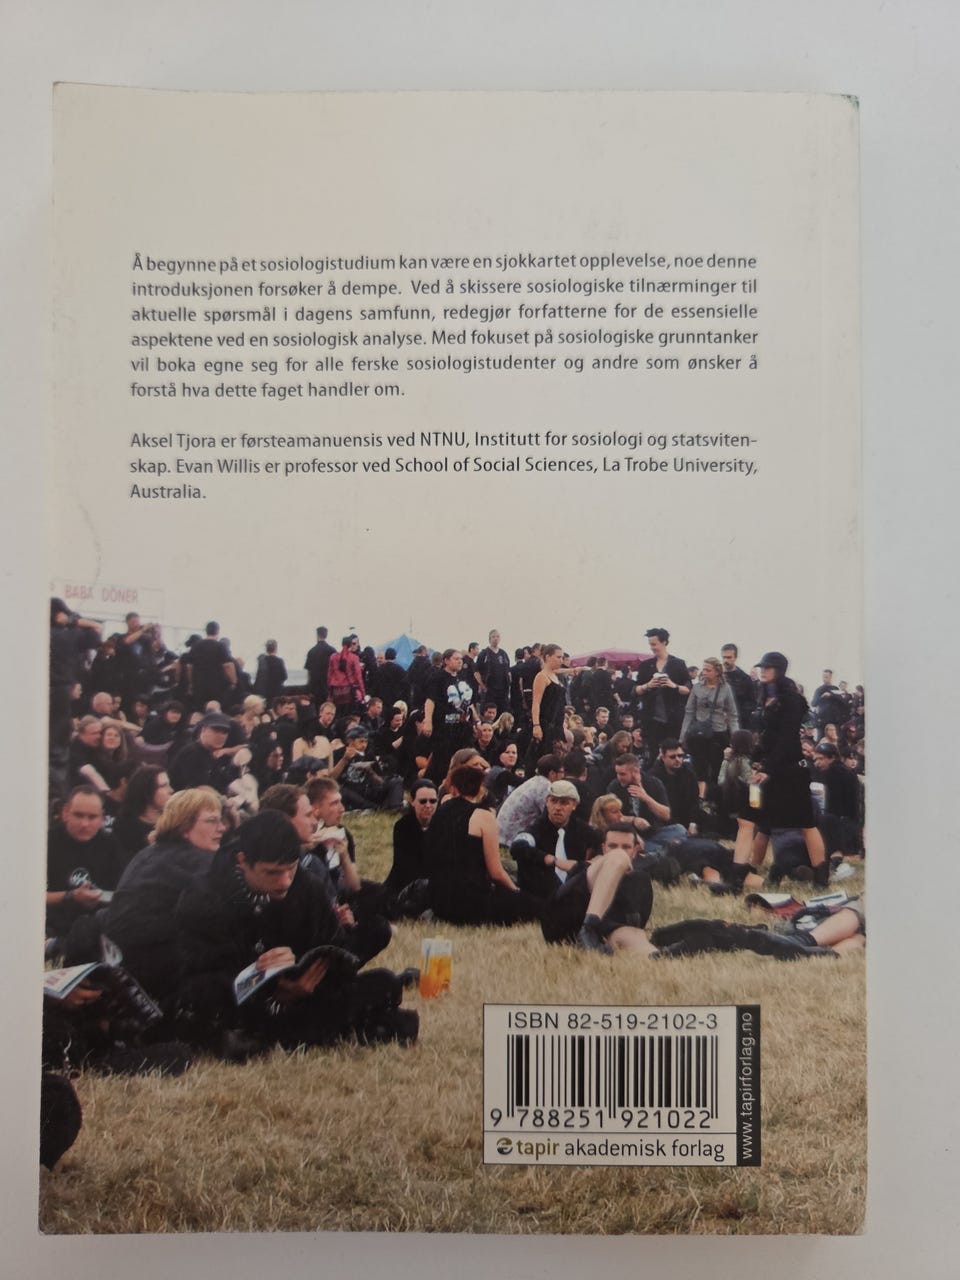 Å begynne på et sosiologistudium kan være en sjokkartet opplevelse, noe denne
introduksjonen forsøker å dempe. Ved å skissere sosiologiske tilnærminger til
aktuelle spørsmål i dagens samfunn, redegjør forfatterne for de essensielle
aspektene ved en sosiologisk analyse. Med fokuset på sosiologiske grunntanker
vil boka egne seg for alle ferske sosiologistudenter og andre som ønsker å
forstå hva dette faget handler om.
Aksel Tjora er førsteamanuensis ved NTNU, Institutt for sosiologi og statsviten-
skap. Evan Willis er professor ved School of Social Sciences, La Trobe University,
Australia.
BABA DÖNER
ISBN 82-519-2102-3
9 788251 921022
tapir akademisk forlag
www.tapirforlag.no